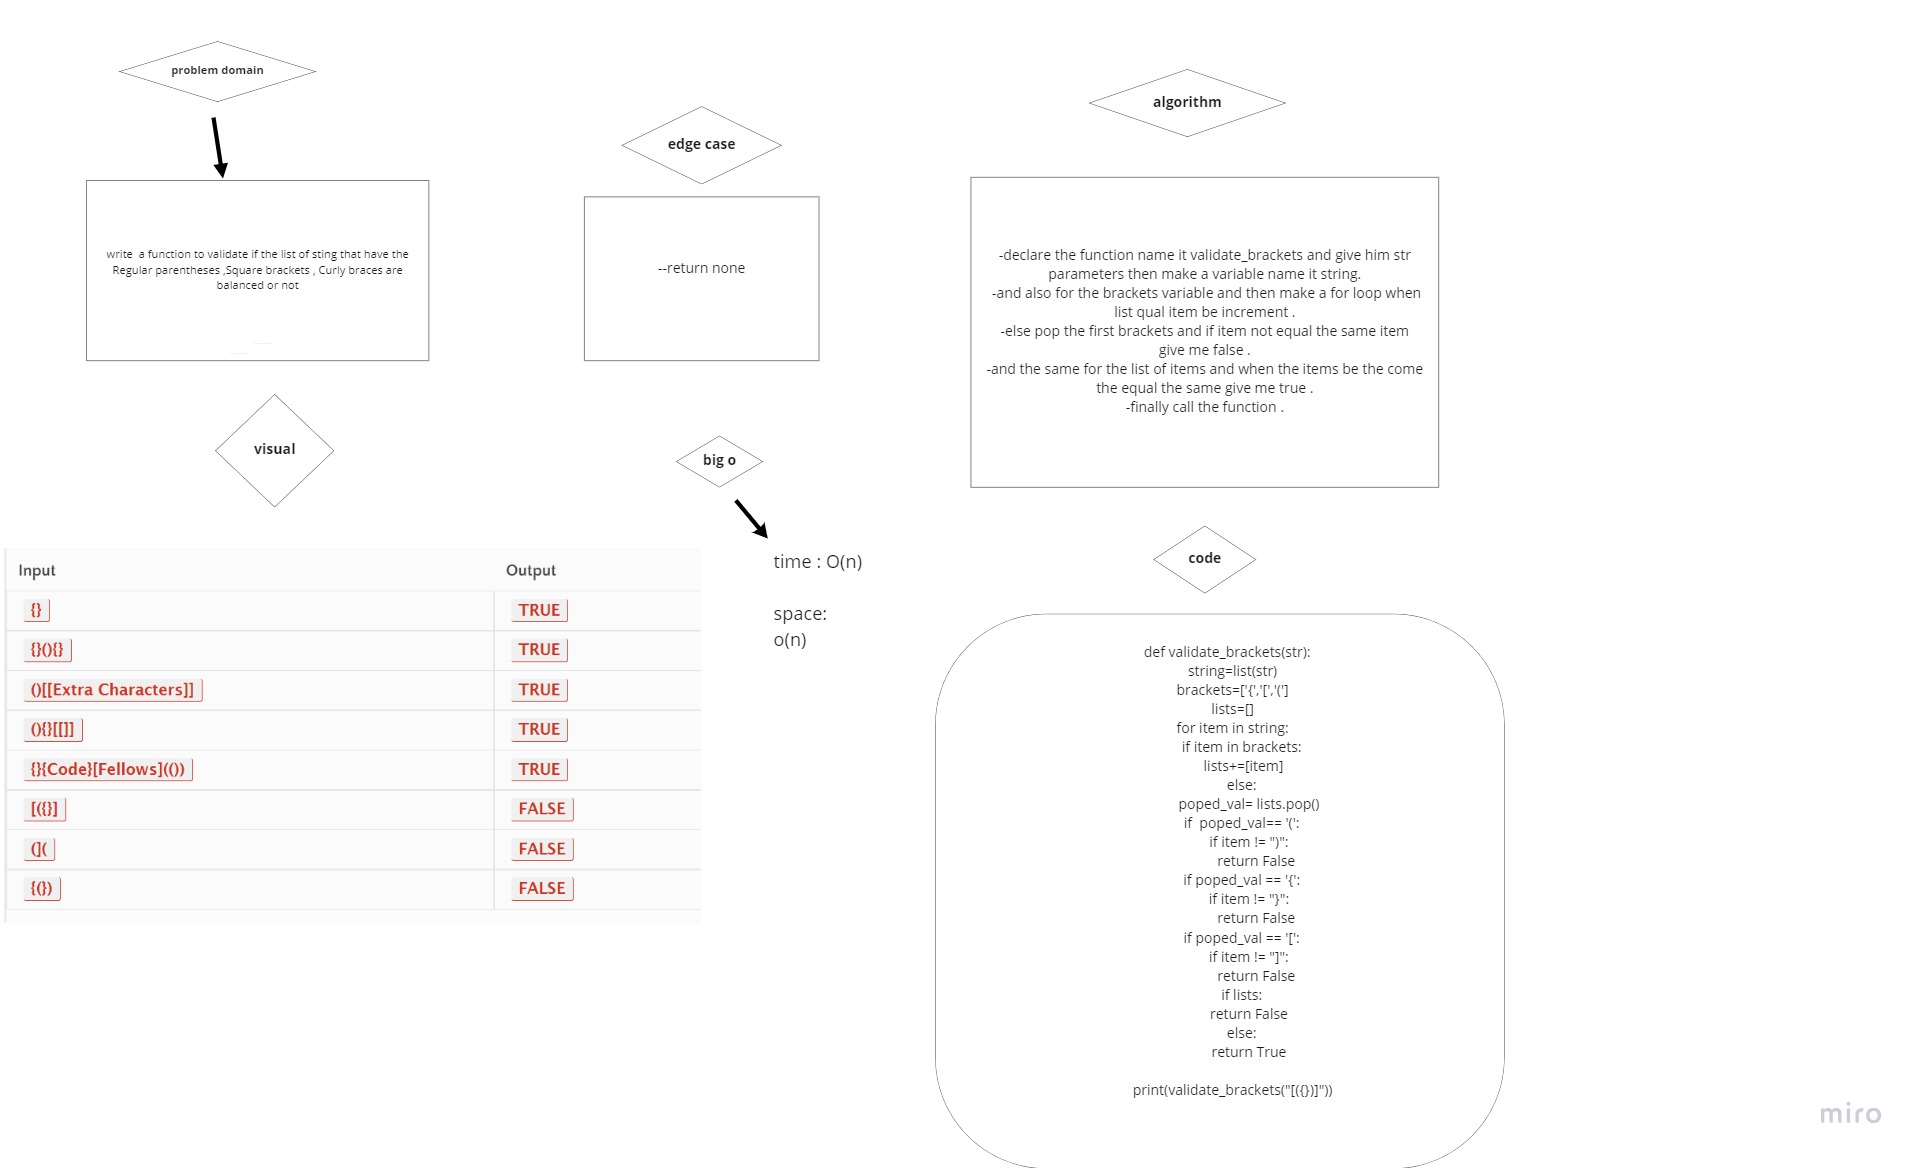 problem domain
write  a function to validate if the list of sting that have the
Regular parentheses ,Square brackets , Curly braces are
balanced or not
edge case
--return none
algorithm
-declare the function name it validate_brackets and give him str
parameters then make a variable name it string.
-and also for the brackets variable and then make a for loop when
list qual item be increment .
-else pop the first brackets and if item not equal the same item
give me false .
-and the same for the list of items and when the items be the come
the equal the same give me true .
-finally call the function .
visual
Input Output
{} TRUE
{}(){} TRUE
()[[Extra Characters]] TRUE
(){}[[]] TRUE
{}{Code}[Fellows](()) TRUE
[({}] FALSE
(]( FALSE
{(}) FALSE
big o
time : O(n)
space:
o(n)
code
def validate_brackets(str):
string=list(str)
brackets=['{','[','(']
lists=[]
for item in string:
if item in brackets:
lists+=[item]
else:
poped_val= lists.pop()
if  poped_val== '(':
if item != ")":
return False
if poped_val == '{':
if item != "}":
return False
if poped_val == '[':
if item != "]":
return False
if lists:
return False
else:
return True
print(validate_brackets("[({})]"))
miro